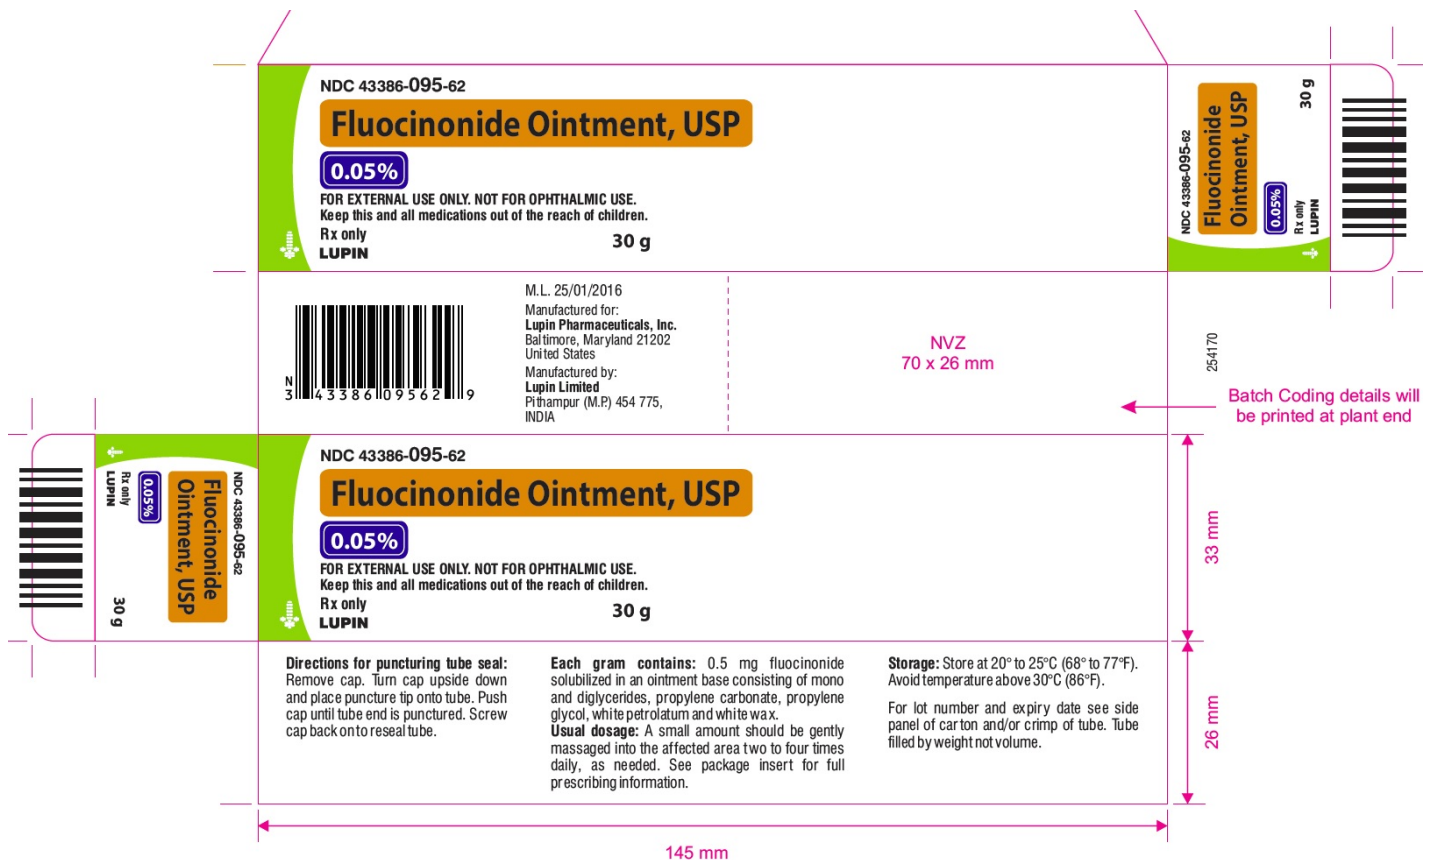 NDC 43386-095-62
Fluocinonide Ointment, USP
0.05%
FOR EXTERNAL USE ONLY. NOT FOR OPHTHALMIC USE.
Keep this and all medications out of the reach of children.
Rx only
30 g
LUPIN
NDC 43386-095-62
Fluocinonide
Ointment, USP
0.05%
Rx only
LUPIN
30 g
N
3 43386 09562 9
M.L. 25/01/2016
Manufactured for:
Lupin Pharmaceuticals, Inc.
Baltimore, Maryland 21202
United States
Manufactured by:
Lupin Limited
Pithampur (M.P.) 454 775,
INDIA
NVZ
70 x 26 mm
254170
Batch Coding details will
be printed at plant end
NDC 43386-095-62
Fluocinonide
Ointment, USP
0.05%
Rx only
LUPIN
30 g
NDC 43386-095-62
Fluocinonide Ointment, USP
0.05%
FOR EXTERNAL USE ONLY. NOT FOR OPHTHALMIC USE.
Keep this and all medications out of the reach of children.
Rx only
30 g
LUPIN
33 mm
Directions for puncturing tube seal:
Remove cap. Turn cap upside down
and place puncture tip onto tube. Push
cap until tube end is punctured. Screw
cap back on to reseal tube.
Each gram contains: 0.5 mg fluocinonide
solubilized in an ointment base consisting of mono
and diglycerides, propylene carbonate, propylene
glycol, white petrolatum and white wax.
Usual dosage: A small amount should be gently
massaged into the affected area two to four times
daily, as needed. See package insert for full
prescribing information.
Storage: Store at 20° to 25°C (68° to 77°F).
Avoid temperature above 30°C (86°F).
For lot number and expiry date see side
panel of carton and/or crimp of tube. Tube
filled by weight not volume.
26 mm
145 mm